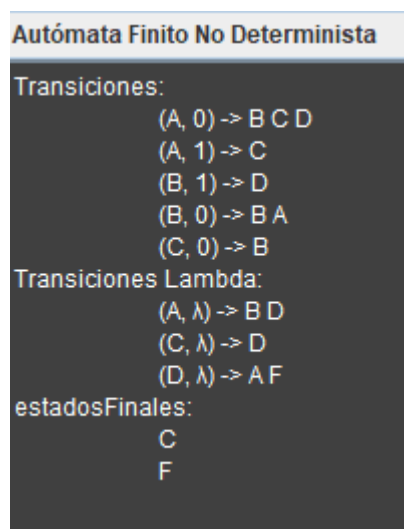 Autómata Finito No Determinista
Transiciones:
(A, 0) -> B C D
(A, 1) -> C
(B, 1) -> D
(B, 0) -> B A
(C, 0) -> B
Transiciones Lambda:
(A, λ) -> B D
(C, λ) -> D
(D, λ) -> A F
estadosFinales:
C
F